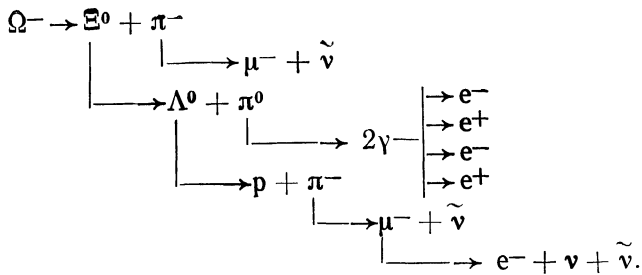 Ω⁻ → Ξ⁰ + π⁻
→ μ⁻ + ν̃
→ Λ⁰ + π⁰
→ e⁻
→ e⁺
→ 2γ
→ e⁻
→ e⁺
→ p + π⁻
→ μ⁻ + ν̃
→ e⁻ + ν + ν̃.